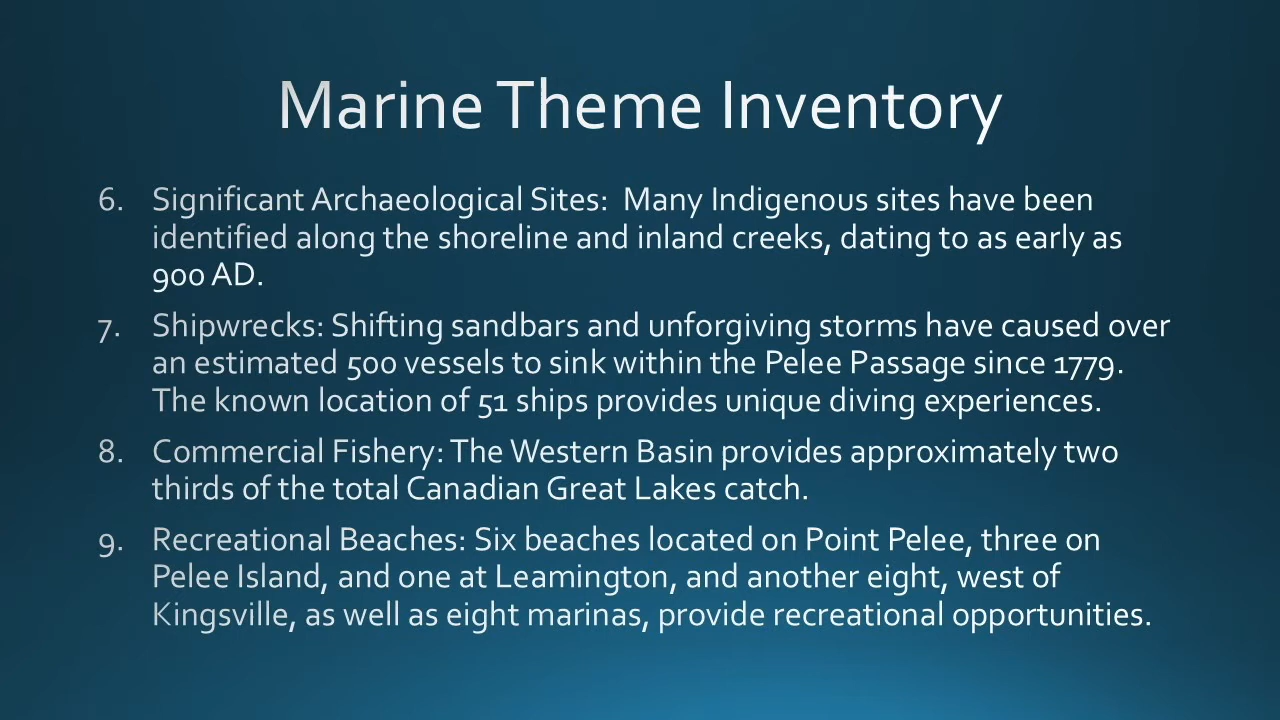 Marine Theme Inventory
6. Significant Archaeological Sites:  Many Indigenous sites have been
identified along the shoreline and inland creeks, dating to as early as
900 AD.
7. Shipwrecks: Shifting sandbars and unforgiving storms have caused over
an estimated 500 vessels to sink within the Pelee Passage since 1779.
The known location of 51 ships provides unique diving experiences.
8. Commercial Fishery: The Western Basin provides approximately two
thirds of the total Canadian Great Lakes catch.
9. Recreational Beaches: Six beaches located on Point Pelee, three on
Pelee Island, and one at Leamington, and another eight, west of
Kingsville, as well as eight marinas, provide recreational opportunities.